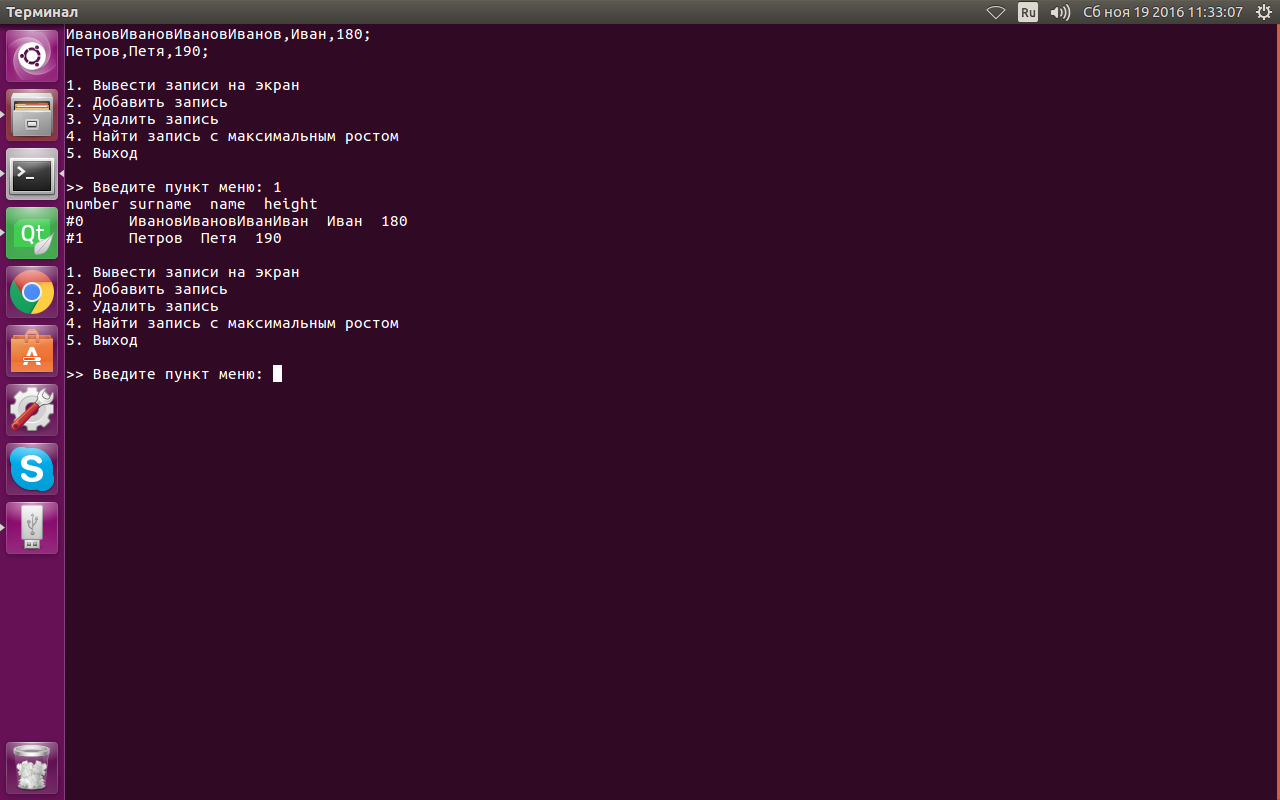 Терминал
Ru
Сб ноя 19 2016 11:33:07
ИвановИвановИвановИванов,Иван,180;
Петров,Петя,190;
1. Вывести записи на экран
2. Добавить запись
3. Удалить запись
4. Найти запись с максимальным ростом
5. Выход
>> Введите пункт меню: 1
number surname  name  height
#0     ИвановИвановИванИван  Иван  180
#1     Петров  Петя  190
1. Вывести записи на экран
2. Добавить запись
3. Удалить запись
4. Найти запись с максимальным ростом
5. Выход
>> Введите пункт меню:
Qt
A
S